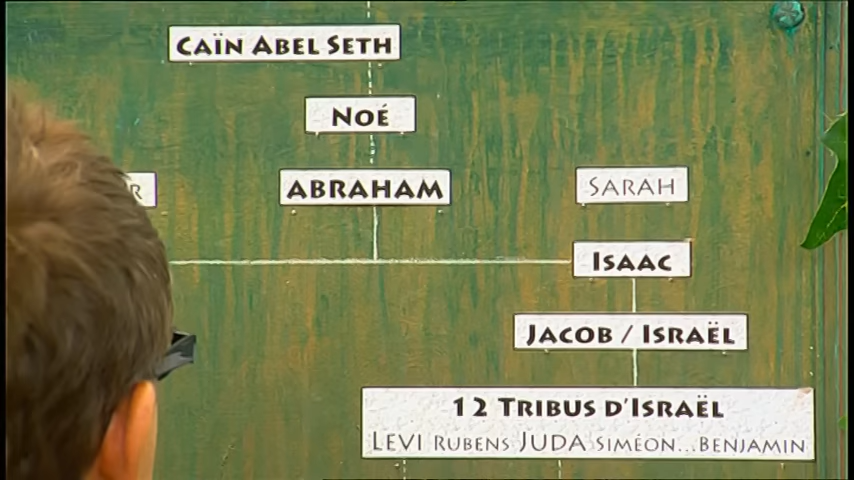 CAÏN ABEL SETH
NOÉ
R
ABRAHAM
SARAH
ISAAC
JACOB / ISRAËL
12 TRIBUS D'ISRAËL
LEVI RUBENS JUDA SIMÉON...BENJAMIN